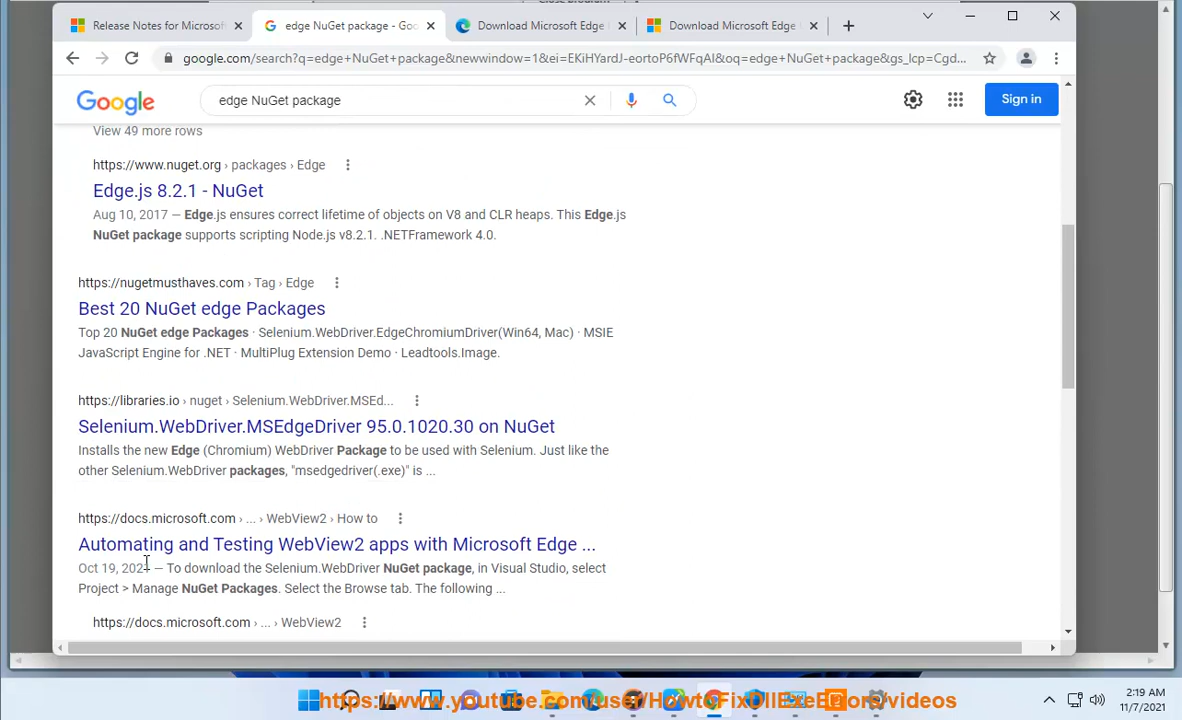 Release Notes for Microsof
edge NuGet package - Goo
Download Microsoft Edge
Download Microsoft Edge
google.com/search?q=edge+NuGet+package&newwindow=1&ei=EKiHYardJ-eortoP6fWFqAI&oq=edge+NuGet+package&gs_lcp=Cgd...
Google
edge NuGet package
Sign in
View 49 more rows
https://www.nuget.org › packages › Edge
Edge.js 8.2.1 - NuGet
Aug 10, 2017 — Edge.js ensures correct lifetime of objects on V8 and CLR heaps. This Edge.js
NuGet package supports scripting Node.js v8.2.1. .NETFramework 4.0.
https://nugetmusthaves.com › Tag › Edge
Best 20 NuGet edge Packages
Top 20 NuGet edge Packages · Selenium.WebDriver.EdgeChromiumDriver(Win64, Mac) · MSIE
JavaScript Engine for .NET · MultiPlug Extension Demo · Leadtools.Image.
https://libraries.io › nuget › Selenium.WebDriver.MSEd...
Selenium.WebDriver.MSEdgeDriver 95.0.1020.30 on NuGet
Installs the new Edge (Chromium) WebDriver Package to be used with Selenium. Just like the
other Selenium.WebDriver packages, "msedgedriver(.exe)" is ...
https://docs.microsoft.com › ... › WebView2 › How to
Automating and Testing WebView2 apps with Microsoft Edge ...
Oct 19, 2021 — To download the Selenium.WebDriver NuGet package, in Visual Studio, select
Project > Manage NuGet Packages. Select the Browse tab. The following ...
https://docs.microsoft.com › ... › WebView2
https://www.youtube.com/user/HowtoFixDllExeErrors/videos
2:19 AM
11/7/2021